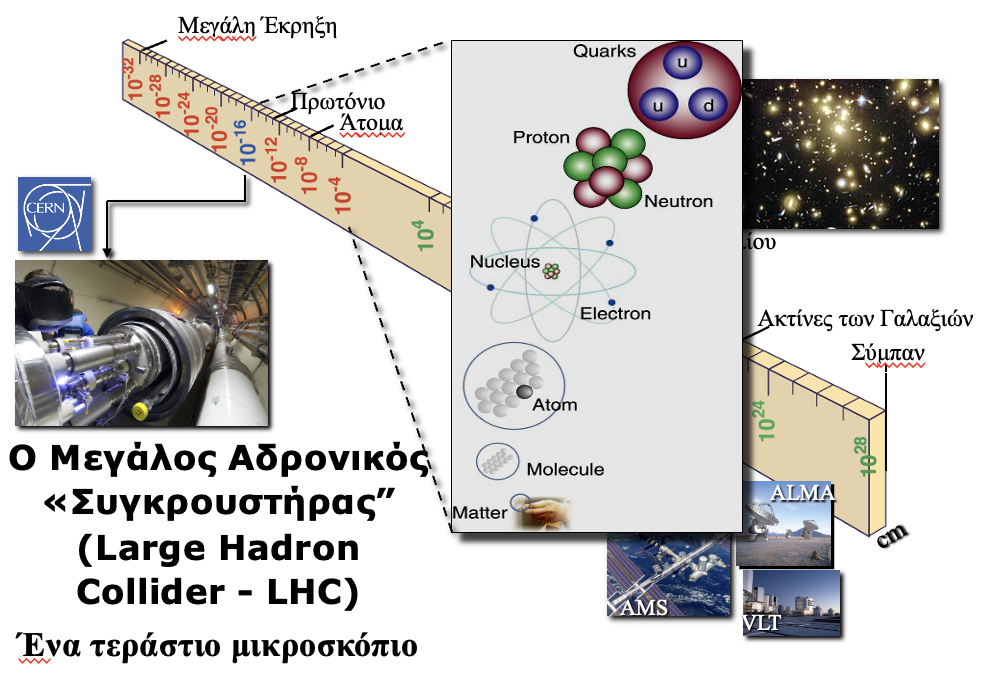 Μεγάλη Έκρηξη
Πρωτόνιο
Άτομα
10-32
10-28
10-24
10-20
10-16
10-12
10-8
10-4
104
CERN
Quarks
u
u
d
Proton
Neutron
Nucleus
Electron
Atom
Molecule
Matter
ίου
Ακτίνες των Γαλαξιών
Σύμπαν
1024
1028
cm
ALMA
AMS
VLT
Ο Μεγάλος Αδρονικός
«Συγκρουστήρας”
(Large Hadron
Collider - LHC)
Ένα τεράστιο μικροσκόπιο